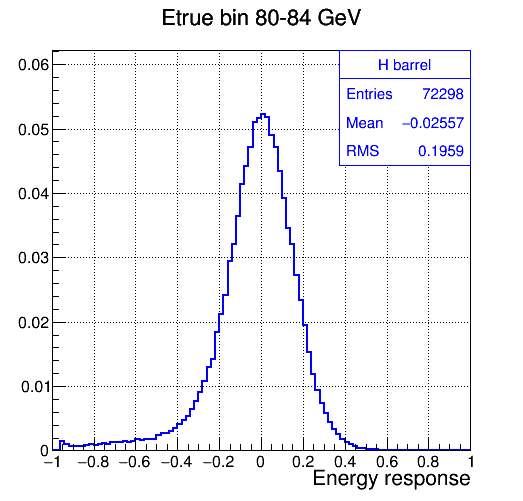 Etrue bin 80-84 GeV
H barrel
Entries 72298
Mean −0.02557
RMS 0.1959
0.06
0.05
0.04
0.03
0.02
0.01
0
−1 −0.8 −0.6 −0.4 −0.2 0 0.2 0.4 0.6 0.8 1
Energy response